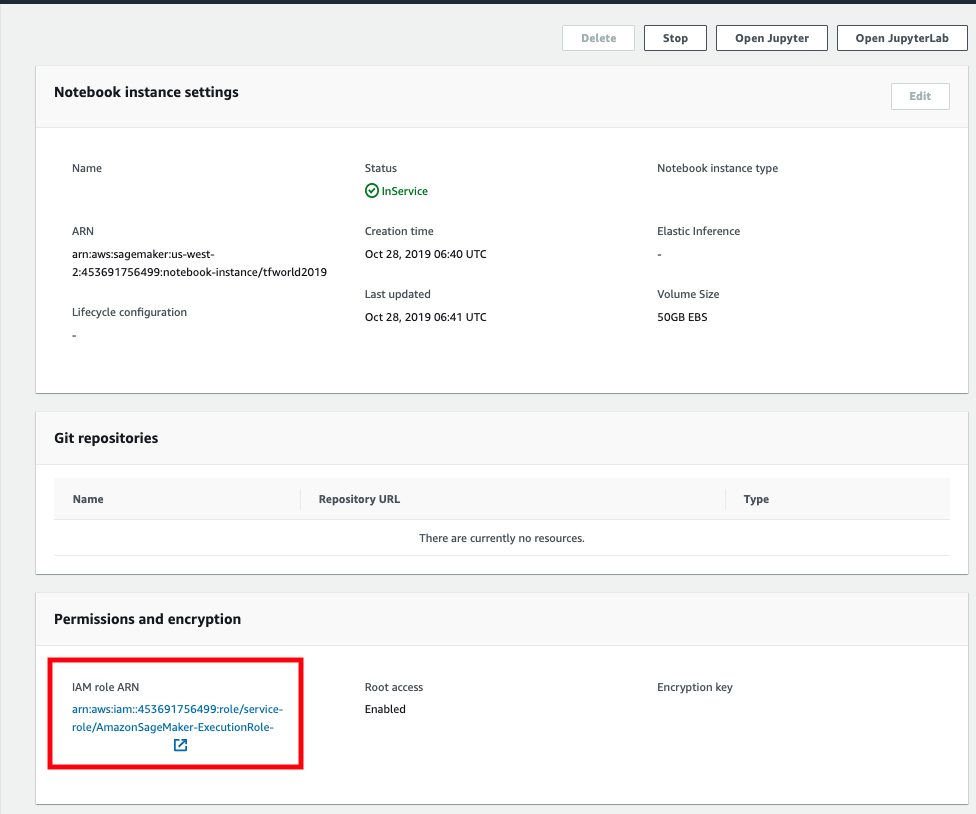 Delete
Stop
Open Jupyter
Open JupyterLab
Notebook instance settings
Edit
Name
Status
InService
Notebook instance type
ARN
arn:aws:sagemaker:us-west-
2:453691756499:notebook-instance/tfworld2019
Creation time
Oct 28, 2019 06:40 UTC
Elastic Inference
-
Lifecycle configuration
-
Last updated
Oct 28, 2019 06:41 UTC
Volume Size
50GB EBS
Git repositories
Name
Repository URL
Type
There are currently no resources.
Permissions and encryption
IAM role ARN
arn:aws:iam::453691756499:role/service-
role/AmazonSageMaker-ExecutionRole-
Root access
Enabled
Encryption key